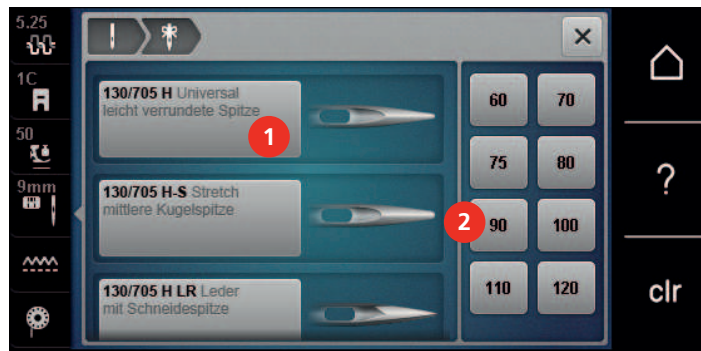 5.25
1C
50
9mm
130/705 H Universal
leicht verrundete Spitze
1
130/705 H-S Stretch
mittlere Kugelspitze
130/705 H LR Leder
mit Schneidespitze
60 70
75 80
2
90 100
110 120
?
clr